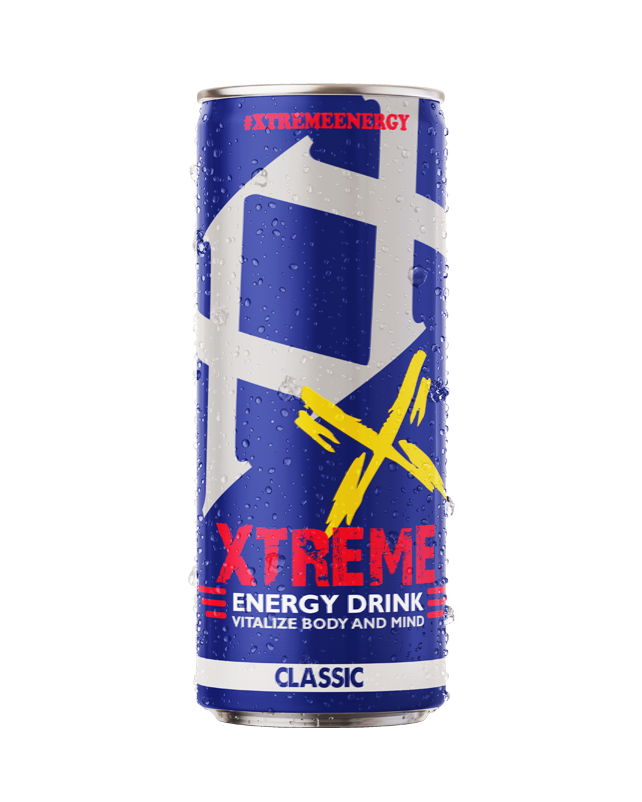 #XTREMEENERGY
X
XTREME
ENERGY DRINK
VITALIZE BODY AND MIND
CLASSIC